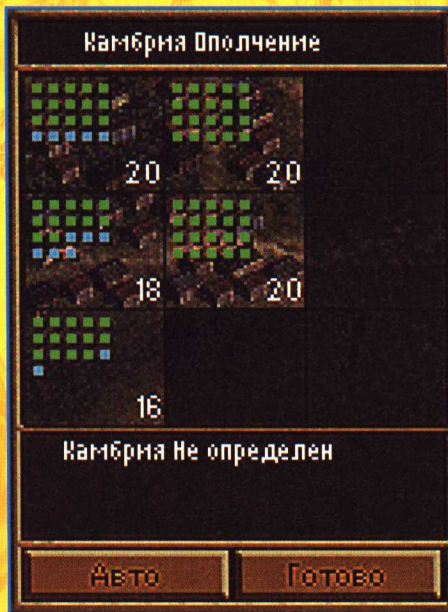 Камбрия Ополчение
20 20
18 20
16
Камбрия Не определен
Авто Готово